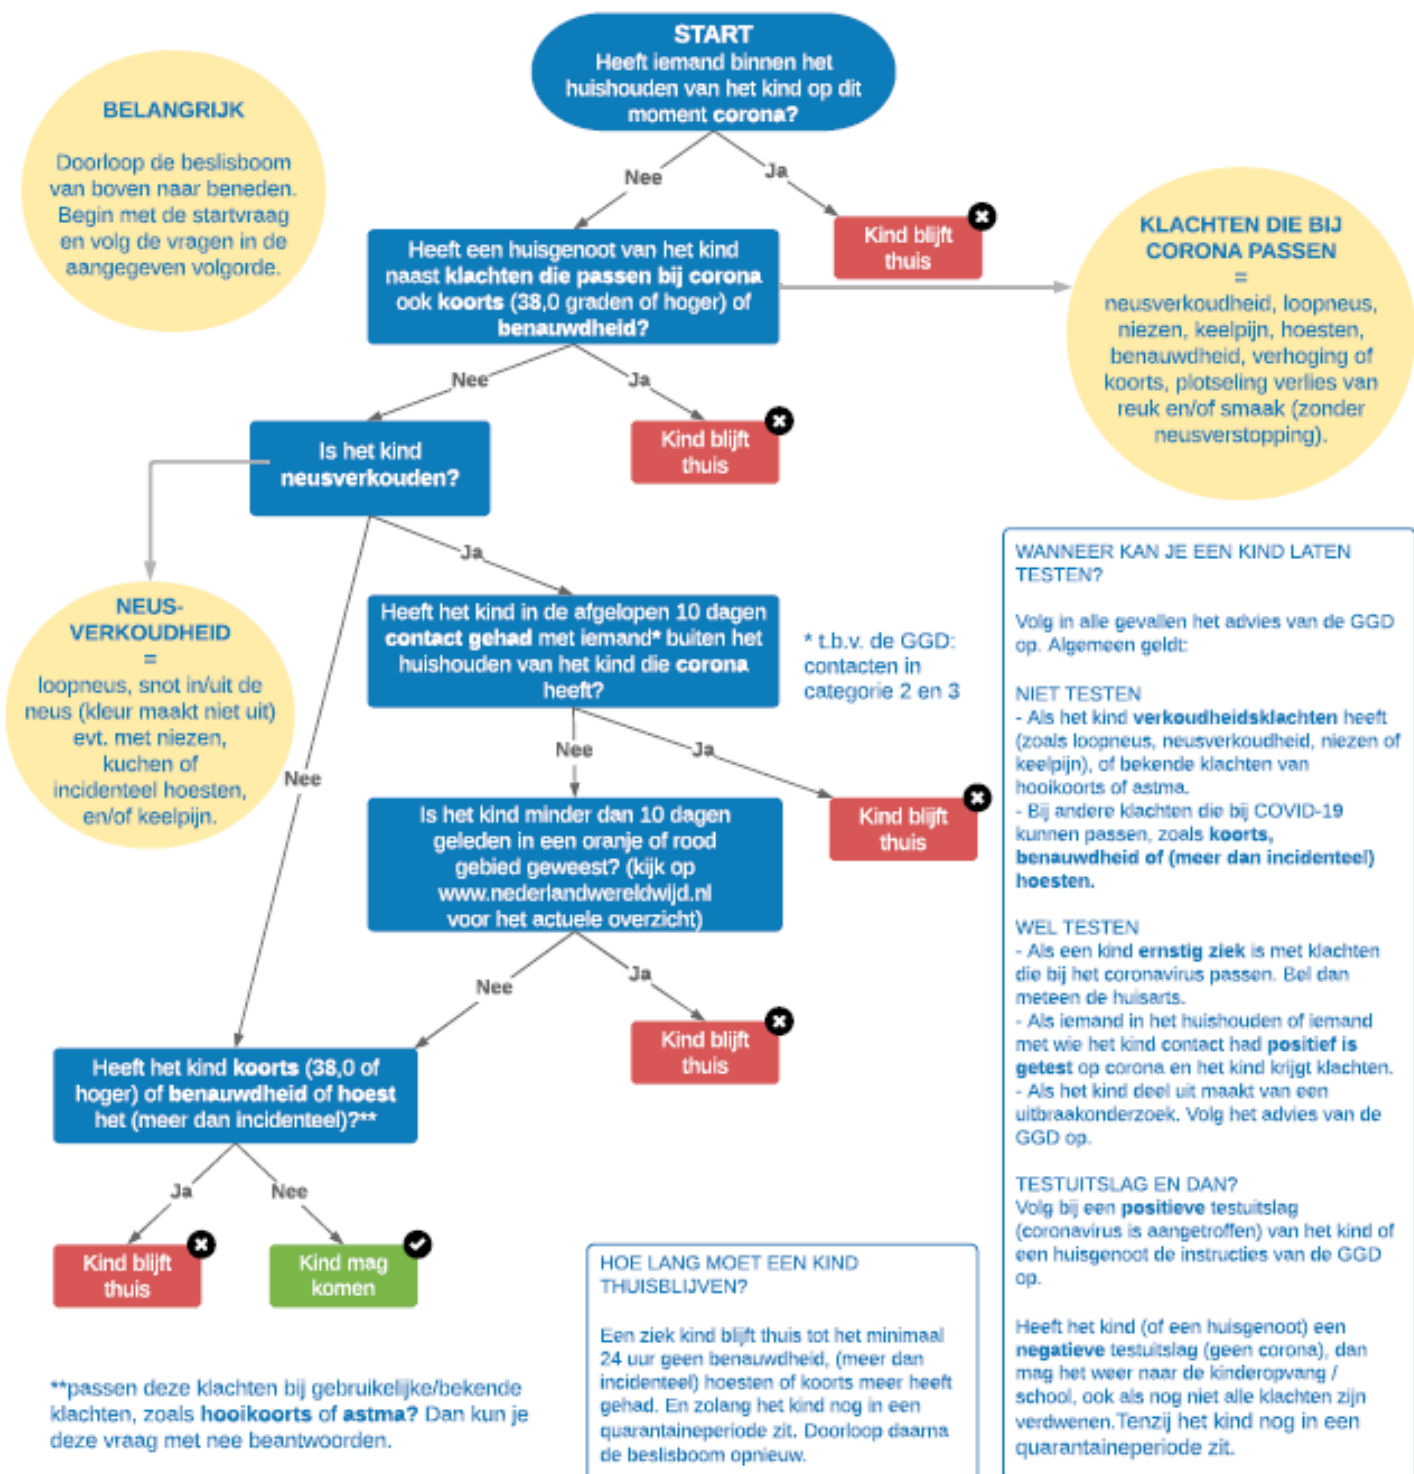 START
Heeft iemand binnen het
huishouden van het kind op dit
moment corona?
BELANGRIJK
Doorloop de beslisboom
van boven naar beneden.
Begin met de startvraag
en volg de vragen in de
aangegeven volgorde.
Nee
Ja
Kind blijft
thuis
Heeft een huisgenoot van het kind
naast klachten die passen bij corona
ook koorts (38,0 graden of hoger) of
benauwdheid?
KLACHTEN DIE BIJ
CORONA PASSEN
=
neusverkoudheid, loopneus,
niezen, keelpijn, hoesten,
benauwdheid, verhoging of
koorts, plotseling verlies van
reuk en/of smaak (zonder
neusverstopping).
Nee
Ja
Kind blijft
thuis
Is het kind
neusverkouden?
Ja
Nee
NEUS-
VERKOUDHEID
=
loopneus, snot in/uit de
neus (kleur maakt niet uit)
evt. met niezen,
kuchen of
incidenteel hoesten,
en/of keelpijn.
Heeft het kind in de afgelopen 10 dagen
contact gehad met iemand* buiten het
huishouden van het kind die corona
heeft?
* t.b.v. de GGD:
contacten in
categorie 2 en 3
Nee
Ja
Kind blijft
thuis
Is het kind minder dan 10 dagen
geleden in een oranje of rood
gebied geweest? (kijk op
www.nederlandwereldwijd.nl
voor het actuele overzicht)
Nee
Ja
Kind blijft
thuis
Heeft het kind koorts (38,0 of
hoger) of benauwdheid of hoest
het (meer dan incidenteel)?**
Ja
Nee
Kind blijft
thuis
Kind mag
komen
**passen deze klachten bij gebruikelijke/bekende
klachten, zoals hooikoorts of astma? Dan kun je
deze vraag met nee beantwoorden.
HOE LANG MOET EEN KIND
THUISBLIJVEN?
Een ziek kind blijft thuis tot het minimaal
24 uur geen benauwdheid, (meer dan
incidenteel) hoesten of koorts meer heeft
gehad. En zolang het kind nog in een
quarantaineperiode zit. Doorloop daarna
de beslisboom opnieuw.
WANNEER KAN JE EEN KIND LATEN
TESTEN?
Volg in alle gevallen het advies van de GGD
op. Algemeen geldt:
NIET TESTEN
- Als het kind verkoudheidsklachten heeft
(zoals loopneus, neusverkoudheid, niezen of
keelpijn), of bekende klachten van
hooikoorts of astma.
- Bij andere klachten die bij COVID-19
kunnen passen, zoals koorts,
benauwdheid of (meer dan incidenteel)
hoesten.
WEL TESTEN
- Als een kind ernstig ziek is met klachten
die bij het coronavirus passen. Bel dan
meteen de huisarts.
- Als iemand in het huishouden of iemand
met wie het kind contact had positief is
getest op corona en het kind krijgt klachten.
- Als het kind deel uit maakt van een
uitbraakonderzoek. Volg het advies van de
GGD op.
TESTUITSLAG EN DAN?
Volg bij een positieve testuitslag
(coronavirus is aangetroffen) van het kind of
een huisgenoot de instructies van de GGD
op.
Heeft het kind (of een huisgenoot) een
negatieve testuitslag (geen corona), dan
mag het weer naar de kinderopvang /
school, ook als nog niet alle klachten zijn
verdwenen.Tenzij het kind nog in een
quarantaineperiode zit.